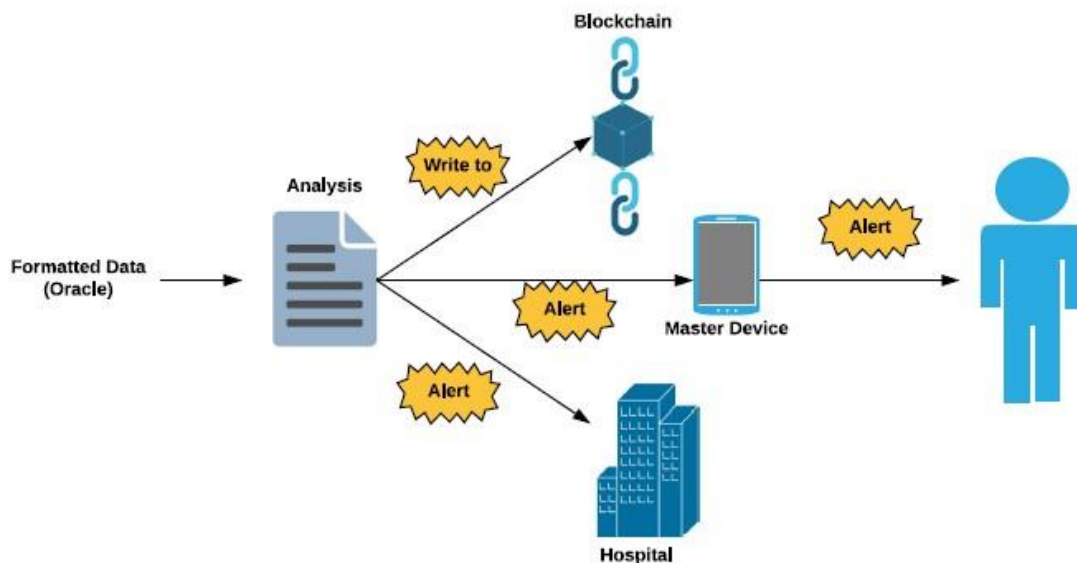 Blockchain
Write to
Analysis
Alert
Formatted Data
(Oracle)
Alert
Master Device
Alert
Hospital